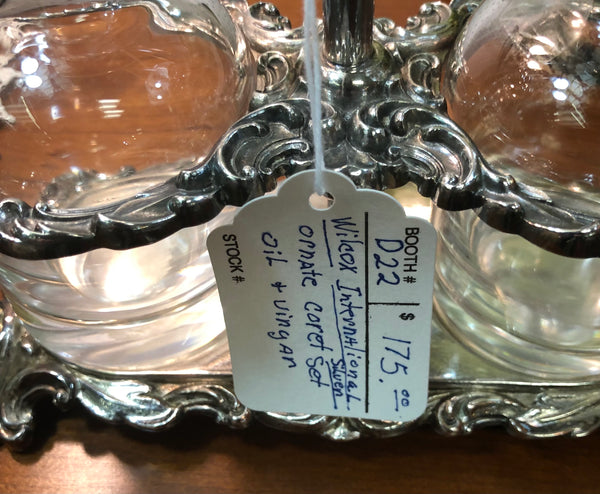 BOOTH # $
D22 175.00
Wilcox International
Silver
ornate Caret Set
oil + vingar
STOCK #